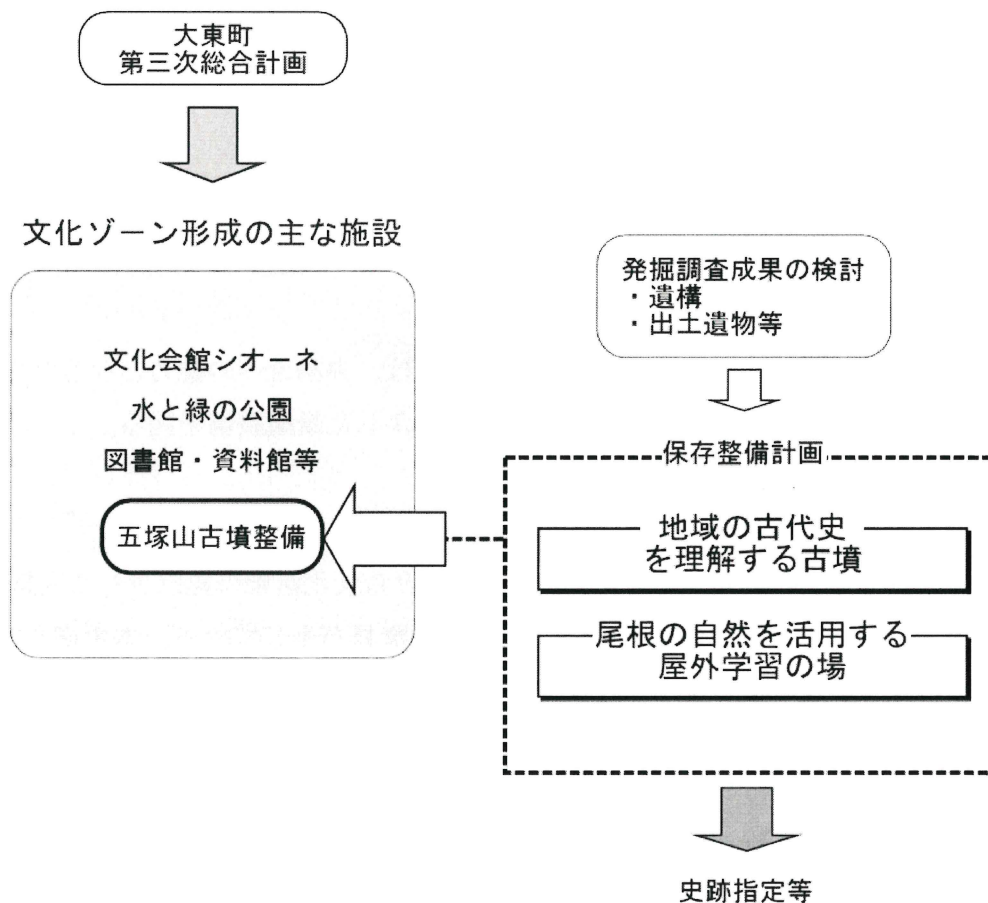 大東町
第三次総合計画
文化ゾーン形成の主な施設
文化会館シオーネ
水と緑の公園
図書館・資料館等
五塚山古墳整備
発掘調査成果の検討
・遺構
・出土遺物等
保存整備計画
地域の古代史
を理解する古墳
尾根の自然を活用する
屋外学習の場
史跡指定等